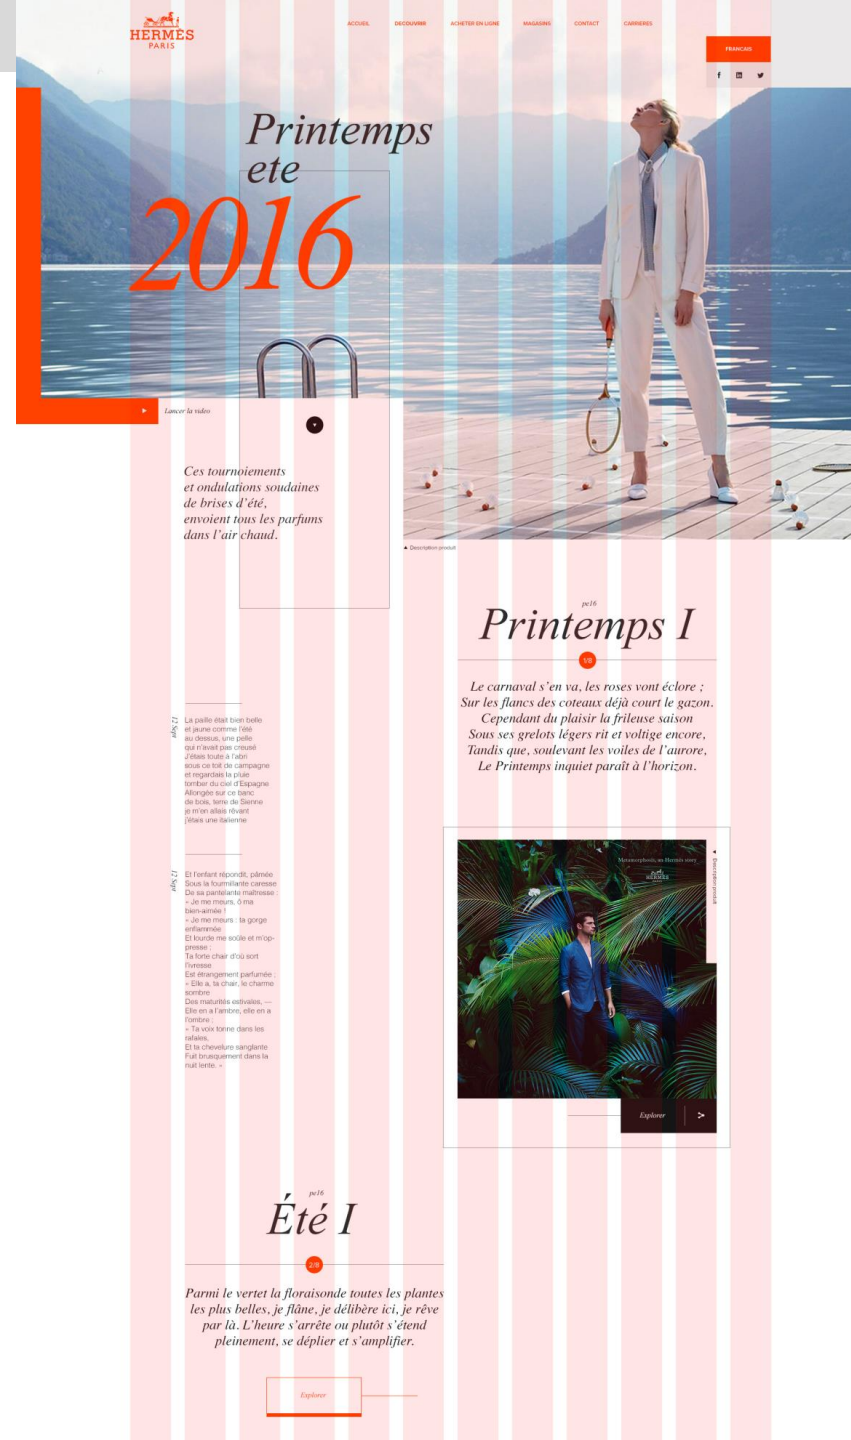 HERMÈS
PARIS
ACCUEIL
DECOUVRIR
ACHETER EN LIGNE
MAGASINS
CONTACT
CARRIERES
FRANCAIS
Printemps
ete
2016
Lancer la video
Ces tournoiements
et ondulations soudaines
de brises d’été,
envoient tous les parfums
dans l’air chaud.
Description produit
pe16
Printemps I
1/8
Le carnaval s’en va, les roses vont éclore ;
Sur les flancs des coteaux déjà court le gazon.
Cependant du plaisir la frileuse saison
Sous ses grelots légers rit et voltige encore,
Tandis que, soulevant les voiles de l’aurore,
Le Printemps inquiet paraît à l’horizon.
12 Sept
La paille était bien belle
et jaune comme l’été
au dessus, une pelle
qui n’avait pas creusé
J’étais toute à l’abri
sous ce toit de campagne
et regardais la pluie
tomber du ciel d’Espagne
Allongée sur ce banc
de bois, terre de Sienne
je m’en allais rêvant
j’étais une italienne
12 Sept
Et l’enfant répondit, pâmée
Sous la fourmillante caresse
De sa pantelante maîtresse :
« Je me meurs, ô ma
bien-aimée !
« Je me meurs : ta gorge
enflammée
Et lourde me soûle et m’op-
presse ;
Ta forte chair d’où sort
l’ivresse
Est étrangement parfumée ;
« Elle a, ta chair, le charme
sombre
Des maturités estivales, —
Elle en a l’ambre, elle en a
l’ombre ;
« Ta voix tonne dans les
rafales,
Et ta chevelure sanglante
Fuit brusquement dans la
nuit lente. »
Metamorphosis, an Hermès story
HERMÈS
Description produit
Explorer
pe16
Été I
2/8
Parmi le vertet la floraisonde toutes les plantes
les plus belles, je flâne, je délibère ici, je rêve
par là. L’heure s’arrête ou plutôt s’étend
pleinement, se déplier et s’amplifier.
Explorer